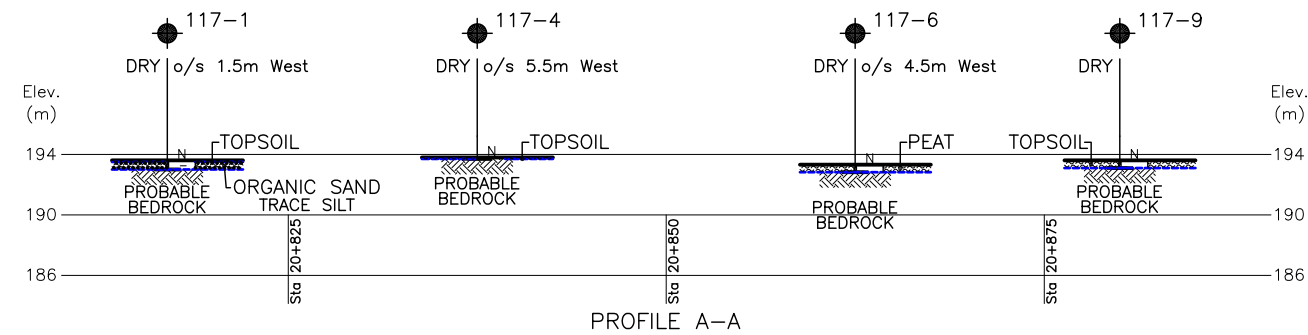 117-1
117-4
117-6
117-9
DRY o/s 1.5m West
DRY o/s 5.5m West
DRY o/s 4.5m West
DRY
Elev.
(m)
Elev.
(m)
194
N
TOPSOIL
N
TOPSOIL
N
PEAT
TOPSOIL
N
194
ORGANIC SAND
TRACE SILT
PROBABLE
BEDROCK
PROBABLE
BEDROCK
PROBABLE
BEDROCK
PROBABLE
BEDROCK
190
190
Sta 20+825
Sta 20+850
Sta 20+875
186
186
PROFILE A-A